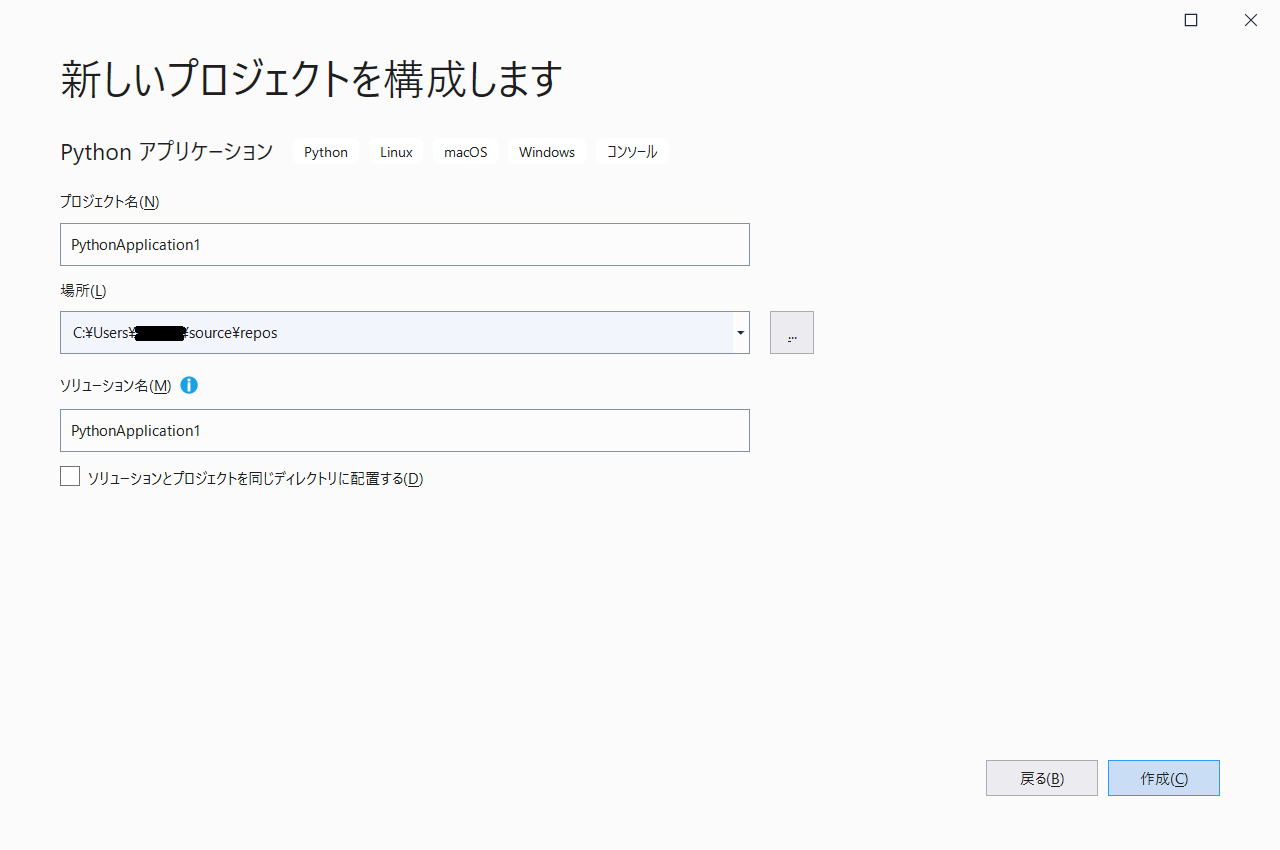 新しいプロジェクトを構成します
Python アプリケーション Python Linux macOS Windows コンソール
プロジェクト名(N)
PythonApplication1
場所(L)
C:¥Users¥ ¥source¥repos
...
ソリューション名(M)
PythonApplication1
ソリューションとプロジェクトを同じディレクトリに配置する(D)
戻る(B) 作成(C)